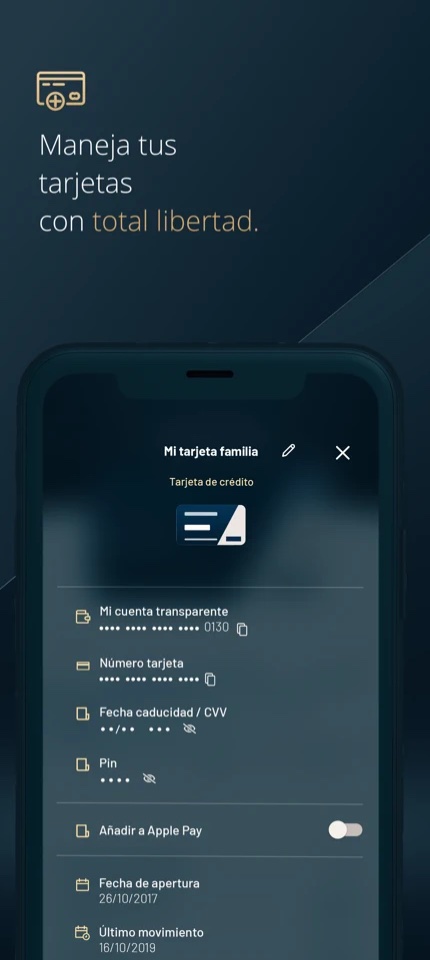 Maneja tus
tarjetas
con total libertad.
Mi tarjeta familia
Tarjeta de crédito
Mi cuenta transparente
•••• •••• •••• •••• 0130
Número tarjeta
•••• •••• •••• ••••
Fecha caducidad / CVV
••/•• •••
Pin
••••
Añadir a Apple Pay
Fecha de apertura
26/10/2017
Último movimiento
16/10/2019